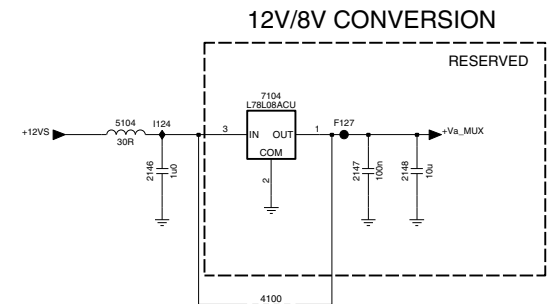 12V/8V CONVERSION
RESERVED
7104
L78L08ACU
5104
I124
F127
+12VS
3
IN
OUT
1
+Va_MUX
30R
COM
2146
1u0
2
2147
100n
2148
10u
4100